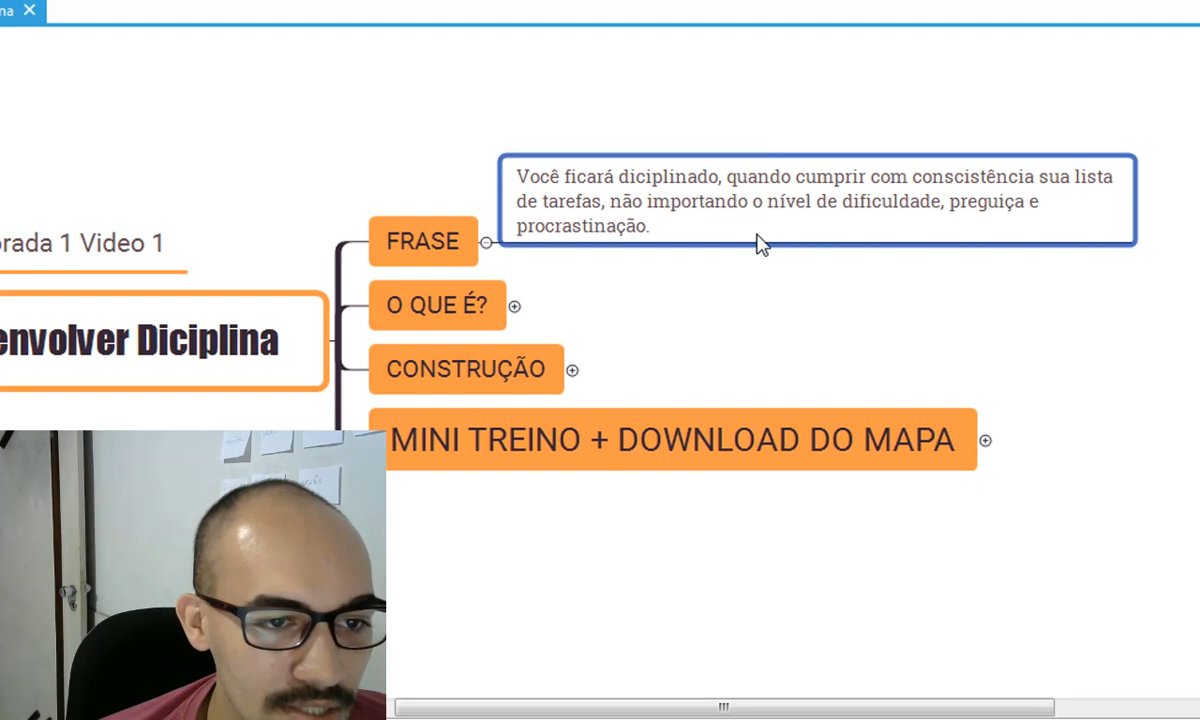 na
Você ficará diciplinado, quando cumprir com conscistência sua lista
de tarefas, não importando o nível de dificuldade, preguiça e
procrastinação.
orada 1 Video 1
FRASE
O QUE É?
envolver Diciplina
CONSTRUÇÃO
MINI TREINO + DOWNLOAD DO MAPA